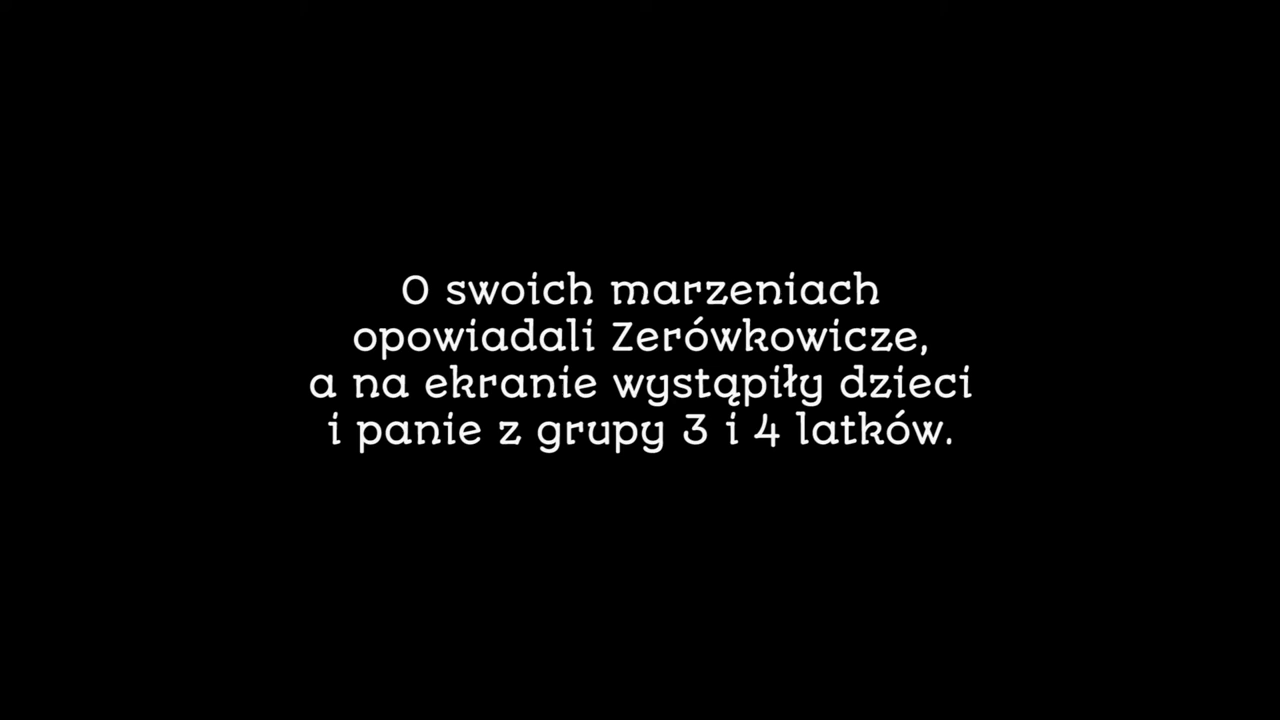 O swoich marzeniach
opowiadali Zerówkowicze,
a na ekranie wystąpiły dzieci
i panie z grupy 3 i 4 latków.